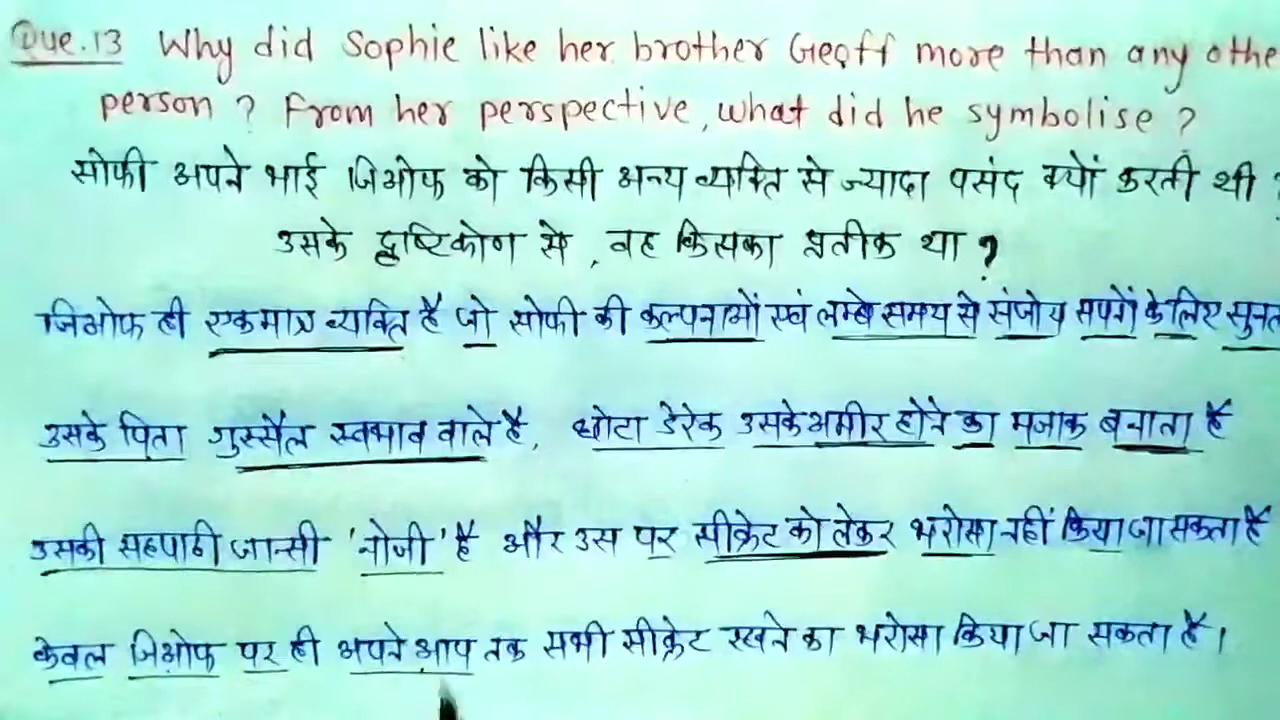 Que.13 Why did Sophie like her brother Geoff more than any othe
person ? From her perspective, what did he symbolise ?
सोफी अपने भाई जिओफ को किसी अन्य व्यक्ति से ज्यादा पसंद क्यों करती थी ?
उसके दृष्टिकोण से , वह किसका प्रतीक था ?
जिओफ ही एकमात्र व्यक्ति है जो सोफी की कल्पनाओं एवं लम्बे समय से संजोय सपनों के लिए सुनत
उसके पिता गुस्सैल स्वभाव वाले है, छोटा डेरेक उसके अमीर होने का मजाक बनाता है
उसकी सहपाठी जान्सी 'नोजी' है और उस पर सीक्रेट को लेकर भरोसा नहीं किया जा सकता है
केवल जिओफ पर ही अपने आप तक सभी सीक्रेट रखने का भरोसा किया जा सकता है।